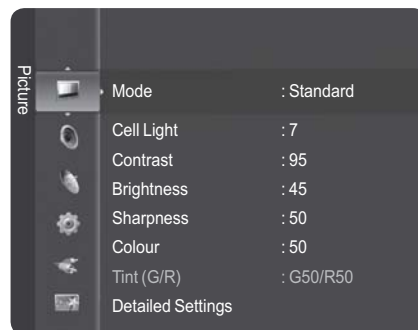 Picture
Mode : Standard
Cell Light : 7
Contrast : 95
Brightness : 45
Sharpness : 50
Colour : 50
Tint (G/R) : G50/R50
Detailed Settings